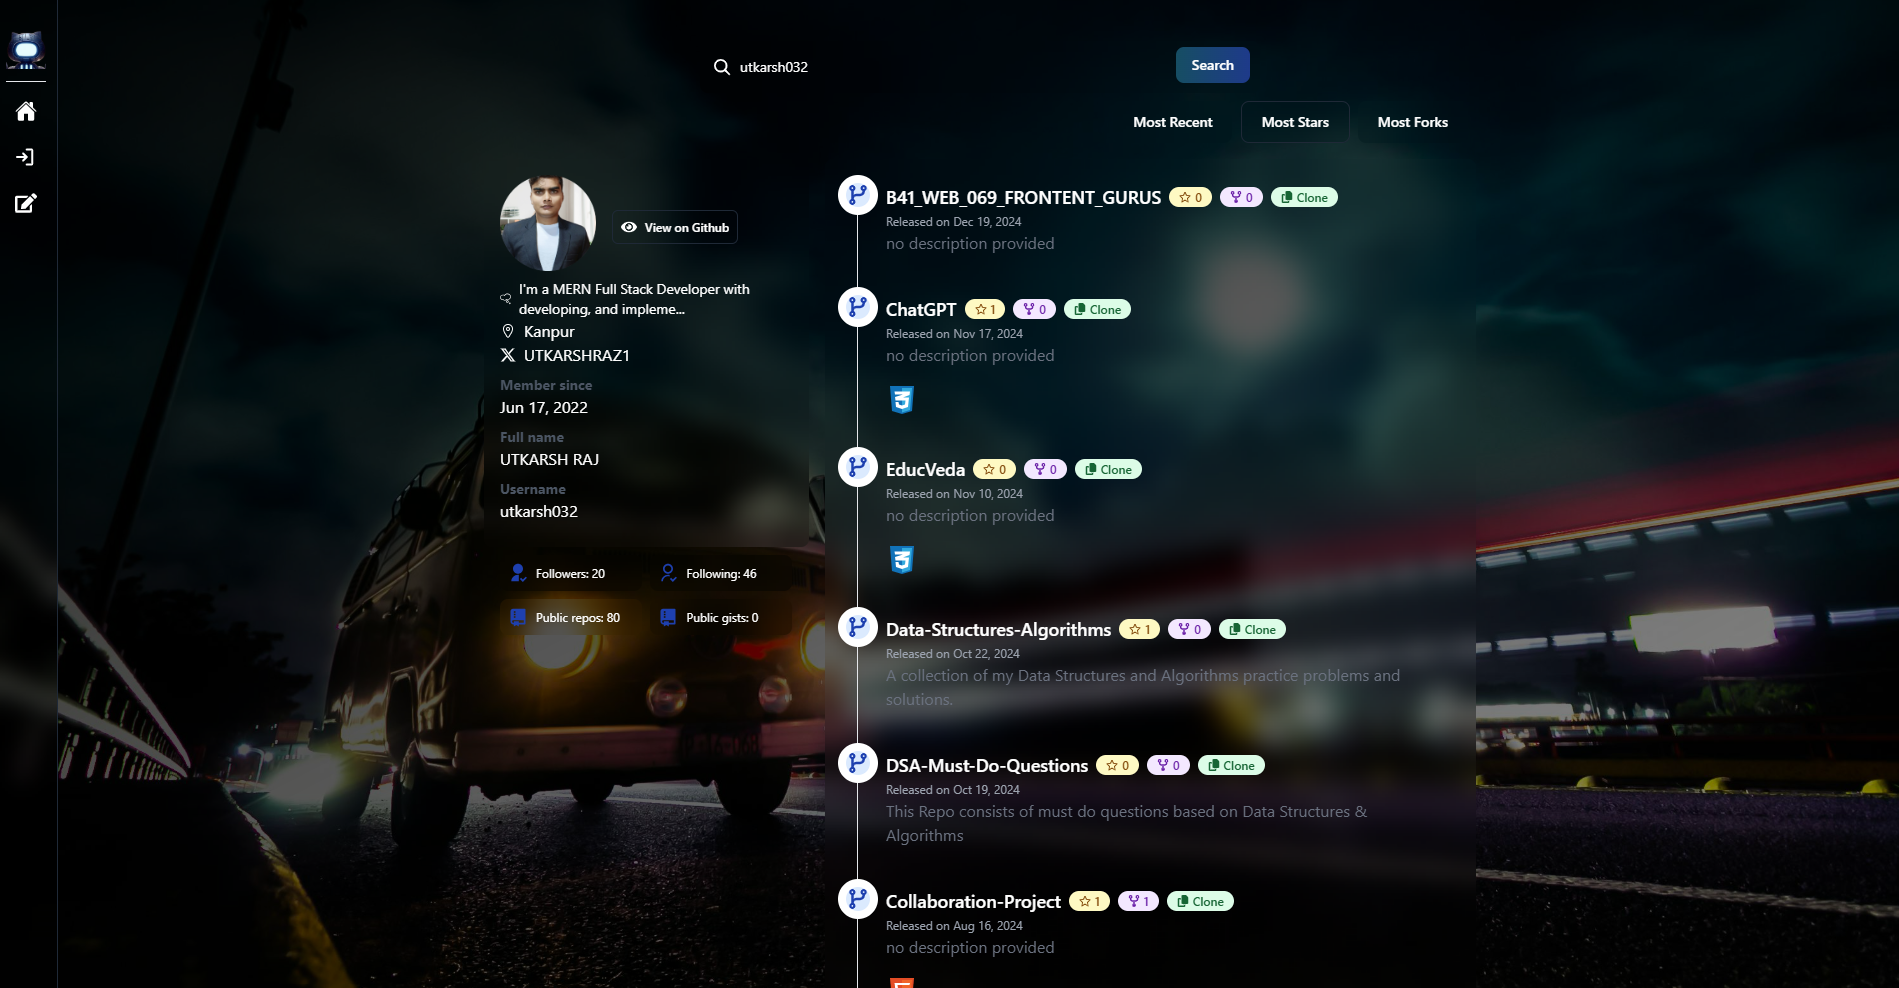 utkarsh032
Search
Most Recent
Most Stars
Most Forks
View on Github
I'm a MERN Full Stack Developer with
developing, and impleme...
Kanpur
UTKARSHRAZ1
Member since
Jun 17, 2022
Full name
UTKARSH RAJ
Username
utkarsh032
Followers: 20
Following: 46
Public repos: 80
Public gists: 0
B41_WEB_069_FRONTENT_GURUS 0 0 Clone
Released on Dec 19, 2024
no description provided
ChatGPT 1 0 Clone
Released on Nov 17, 2024
no description provided
EducVeda 0 0 Clone
Released on Nov 10, 2024
no description provided
Data-Structures-Algorithms 1 0 Clone
Released on Oct 22, 2024
A collection of my Data Structures and Algorithms practice problems and
solutions.
DSA-Must-Do-Questions 0 0 Clone
Released on Oct 19, 2024
This Repo consists of must do questions based on Data Structures &
Algorithms
Collaboration-Project 1 1 Clone
Released on Aug 16, 2024
no description provided